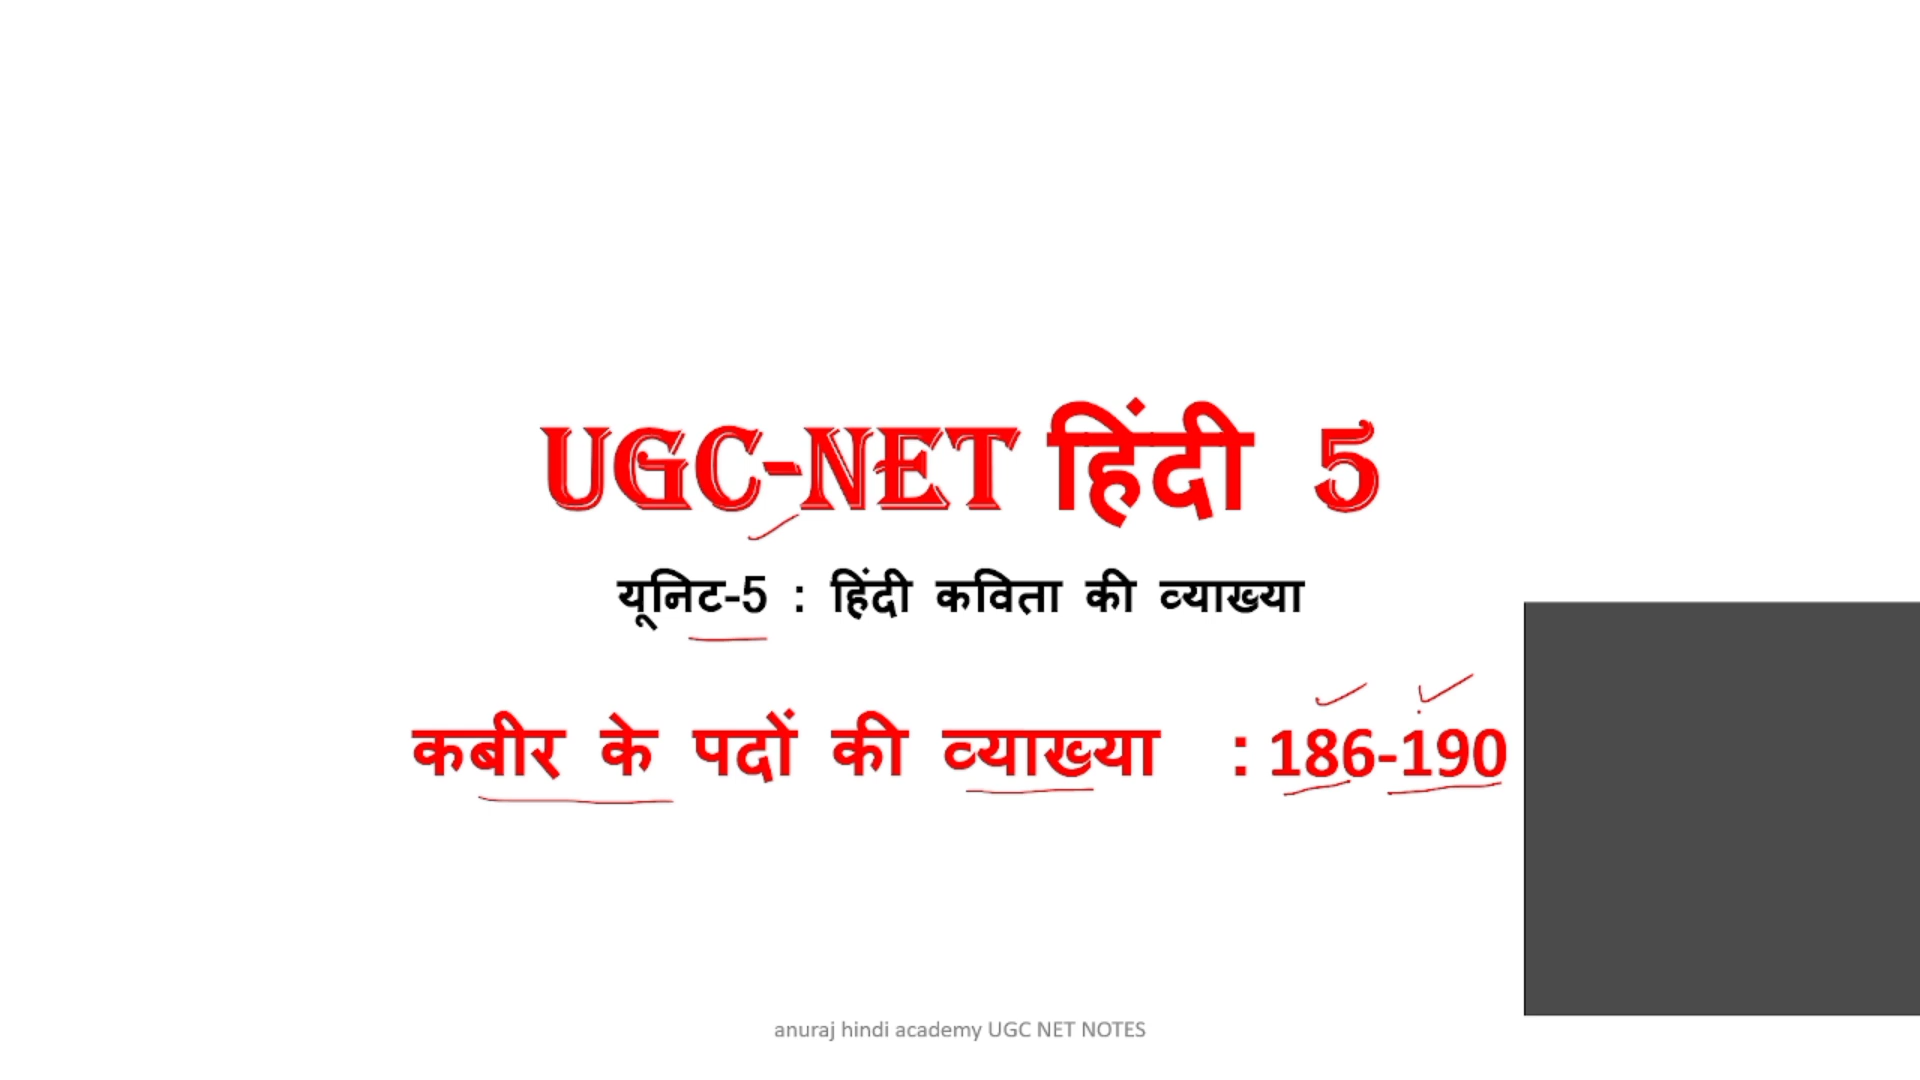 UGC-NET हिंदी 5
यूनिट-5 : हिंदी कविता की व्याख्या
कबीर के पदों की व्याख्या : 186-190
anuraj hindi academy UGC NET NOTES